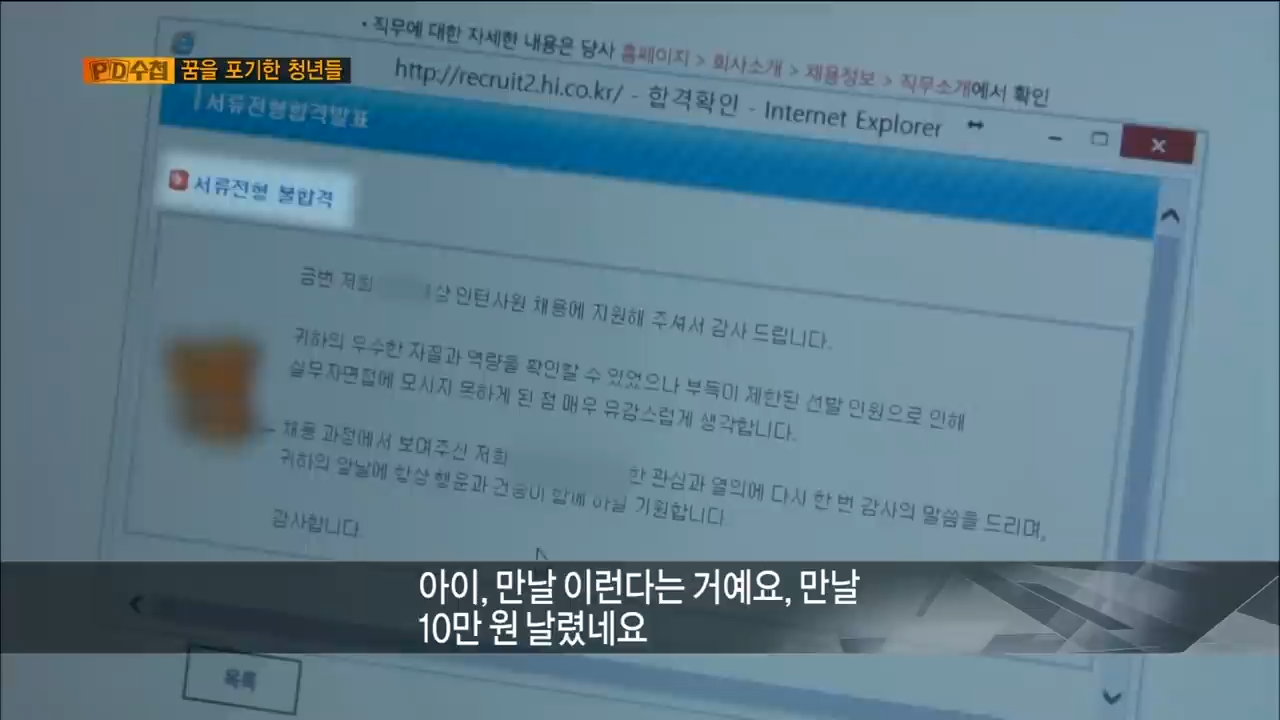 • 직무에 대한 자세한 내용은 당사 홈페이지 > 회사소개 > 채용정보 > 직무소개에서 확인
PD수첩 꿈을 포기한 청년들
http://recruit2.hi.co.kr/ - 합격확인 - Internet Explorer
서류전형합격발표
서류전형 불합격
금번 저희 상 인턴사원 채용에 지원해 주셔서 감사 드립니다.
귀하의 우수한 자질과 역량을 확인할 수 있었으나 부득이 제한된 선발 인원으로 인해
실무자면접에 모시지 못하게 된 점 매우 유감스럽게 생각합니다.
채용 과정에서 보여주신 저희 한 관심과 열의에 다시 한 번 감사의 말씀을 드리며,
귀하의 앞날에 항상 행운과 건승이 함께 하길 기원합니다.
감사합니다.
아이, 만날 이런다는 거예요, 만날
10만 원 날렸네요
목록